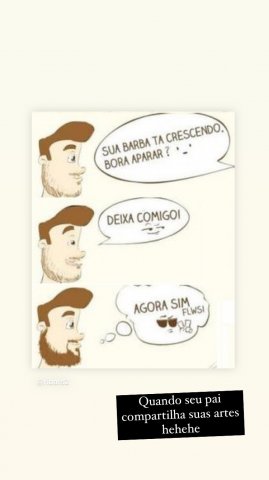 SUA BARBA TA CRESCENDO.
BORA APARAR? '-'
DEIXA COMIGO!
AGORA SIM
FLWS!
Quando seu pai
compartilha suas artes
hehehe